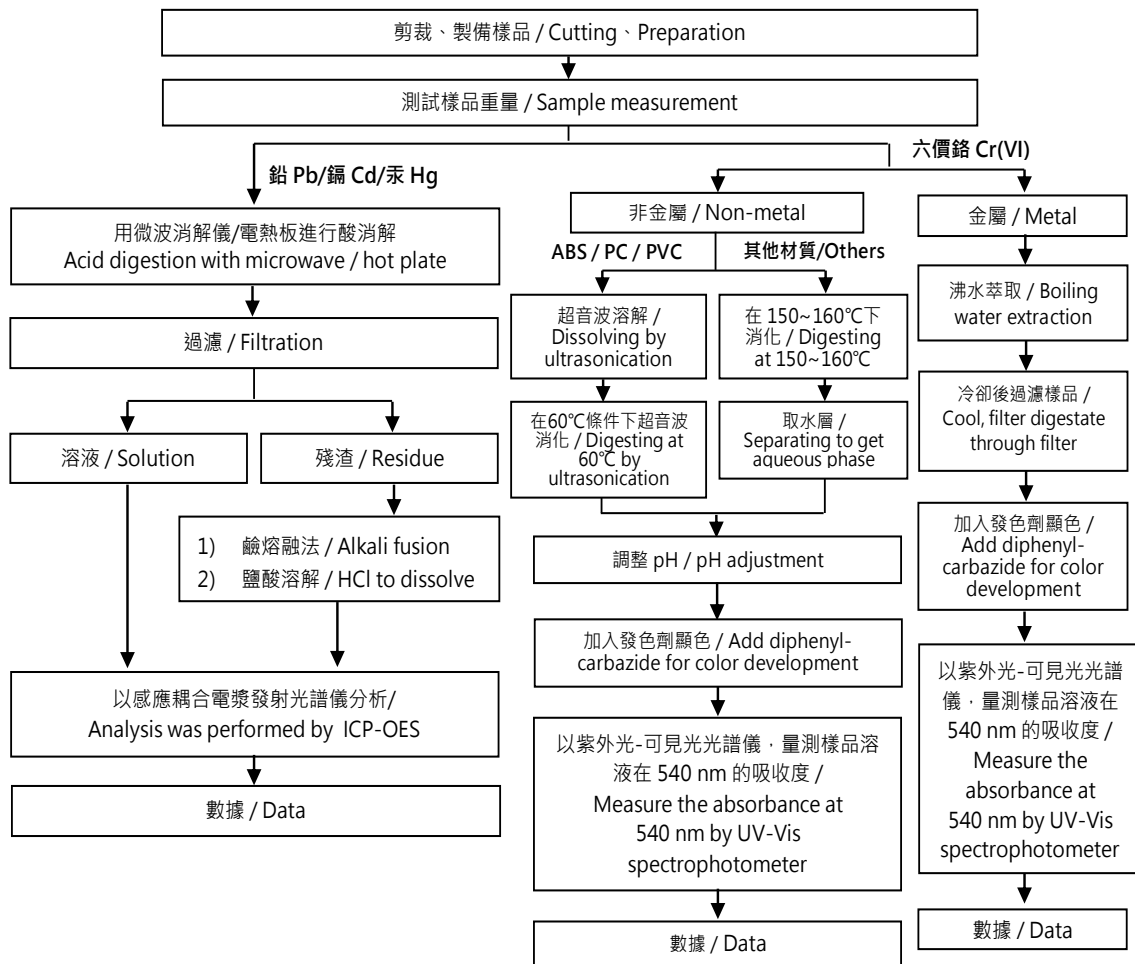 剪裁、製備樣品 / Cutting、Preparation
測試樣品重量 / Sample measurement
鉛 Pb/鎘 Cd/汞 Hg
用微波消解儀/電熱板進行酸消解
Acid digestion with microwave / hot plate
過濾 / Filtration
溶液 / Solution
殘渣 / Residue
1) 鹼熔融法 / Alkali fusion
2) 鹽酸溶解 / HCl to dissolve
以感應耦合電漿發射光譜儀分析/
Analysis was performed by ICP-OES
數據 / Data
六價鉻 Cr(VI)
非金屬 / Non-metal
ABS / PC / PVC
超音波溶解 /
Dissolving by
ultrasonication
在60℃條件下超音波
消化 / Digesting at
60℃ by
ultrasonication
其他材質/Others
在 150~160℃下
消化 / Digesting
at 150~160℃
取水層 /
Separating to get
aqueous phase
調整 pH / pH adjustment
加入發色劑顯色 / Add diphenyl-
carbazide for color development
以紫外光-可見光光譜儀，量測樣品溶
液在 540 nm 的吸收度 /
Measure the absorbance at
540 nm by UV-Vis
spectrophotometer
數據 / Data
金屬 / Metal
沸水萃取 / Boiling
water extraction
冷卻後過濾樣品 /
Cool, filter digestate
through filter
加入發色劑顯色 /
Add diphenyl-
carbazide for color
development
以紫外光-可見光光譜
儀，量測樣品溶液在
540 nm 的吸收度 /
Measure the
absorbance at
540 nm by UV-Vis
spectrophotometer
數據 / Data